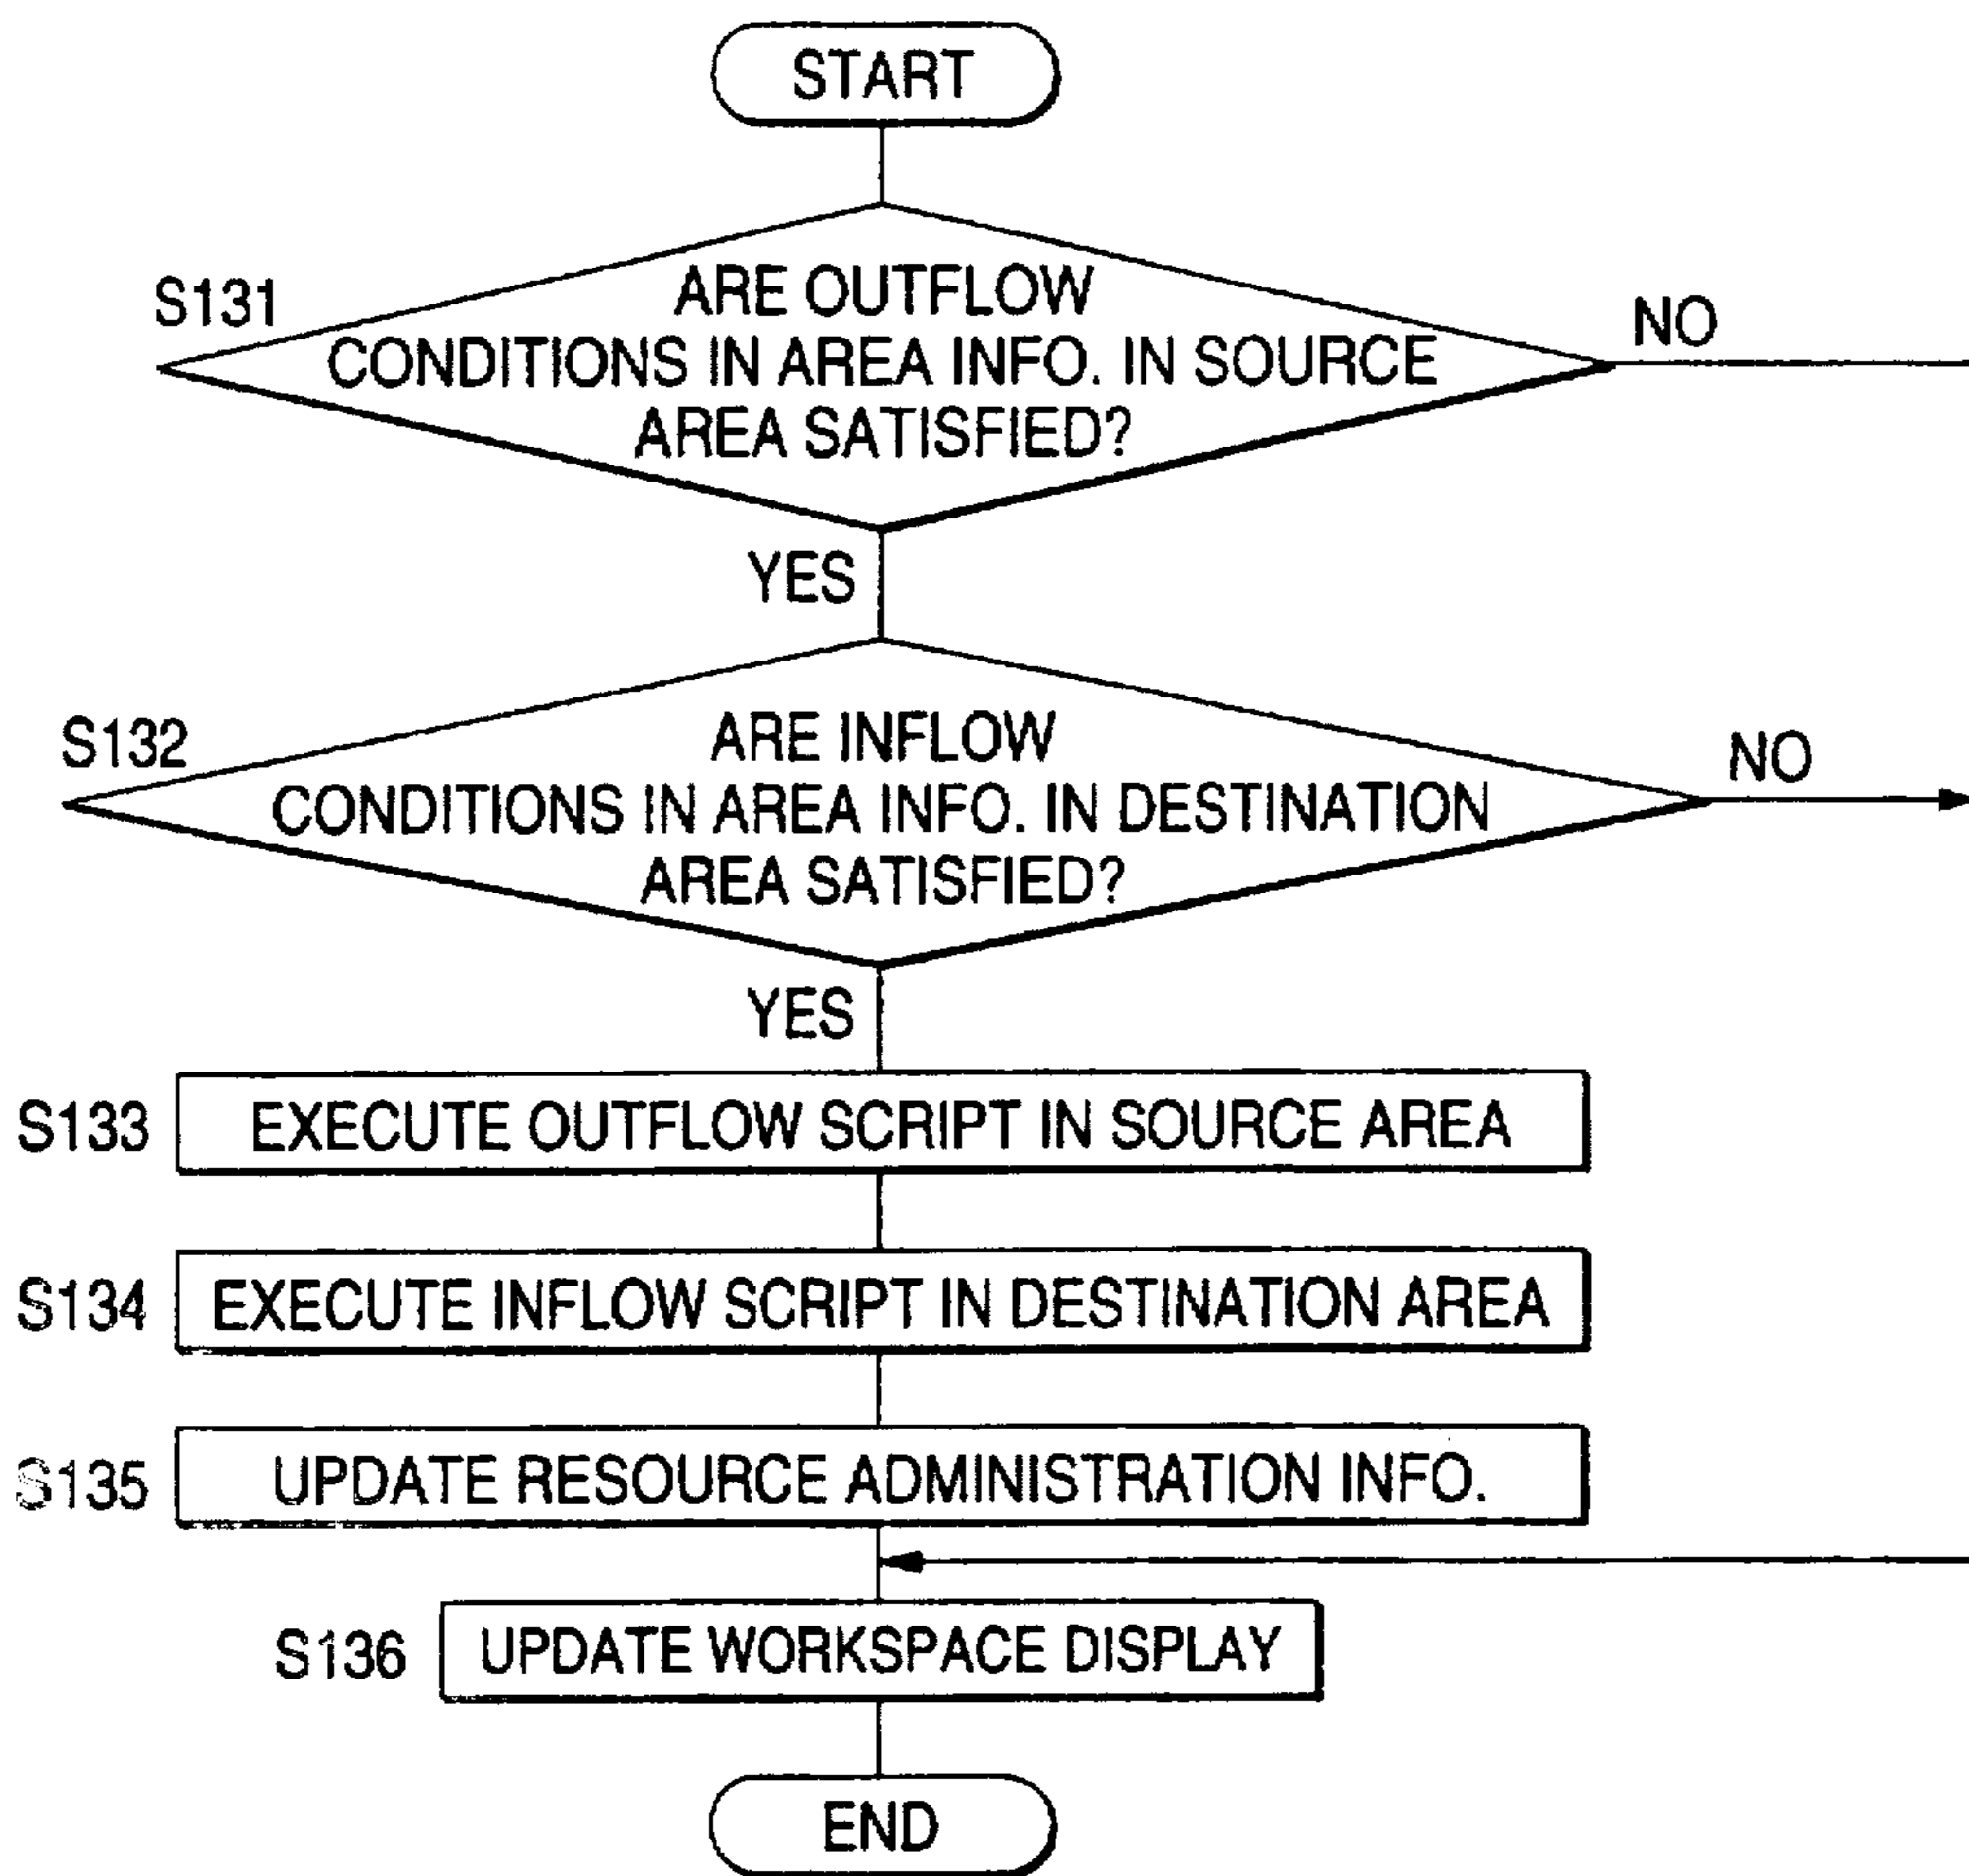 START
S131
ARE OUTFLOW
CONDITIONS IN AREA INFO. IN SOURCE
AREA SATISFIED?
NO
YES
S132
ARE INFLOW
CONDITIONS IN AREA INFO. IN DESTINATION
AREA SATISFIED?
NO
YES
S133 EXECUTE OUTFLOW SCRIPT IN SOURCE AREA
S134 EXECUTE INFLOW SCRIPT IN DESTINATION AREA
S135 UPDATE RESOURCE ADMINISTRATION INFO.
S136 UPDATE WORKSPACE DISPLAY
END